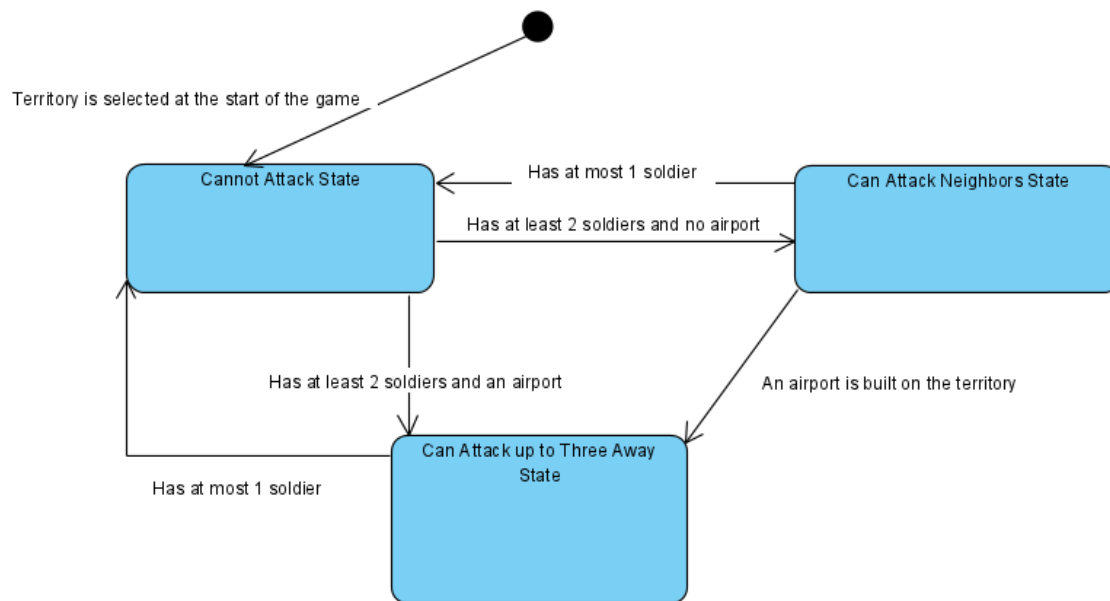 Territory is selected at the start of the game
Cannot Attack State
Has at most 1 soldier
Can Attack Neighbors State
Has at least 2 soldiers and no airport
Has at least 2 soldiers and an airport
An airport is built on the territory
Can Attack up to Three Away
State
Has at most 1 soldier